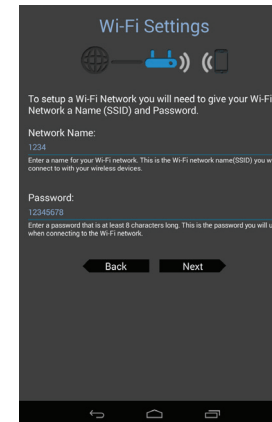 Wi-Fi Settings
To setup a Wi-Fi Network you will need to give your Wi-Fi
Network a Name (SSID) and Password.
Network Name:
1234
Enter a name for your Wi-Fi network. This is the Wi-Fi network name(SSID) you w
connect to with your wireless devices.
Password:
12345678
Enter a password that is at least 8 characters long. This is the password you will u
when connecting to the Wi-Fi network.
Back Next